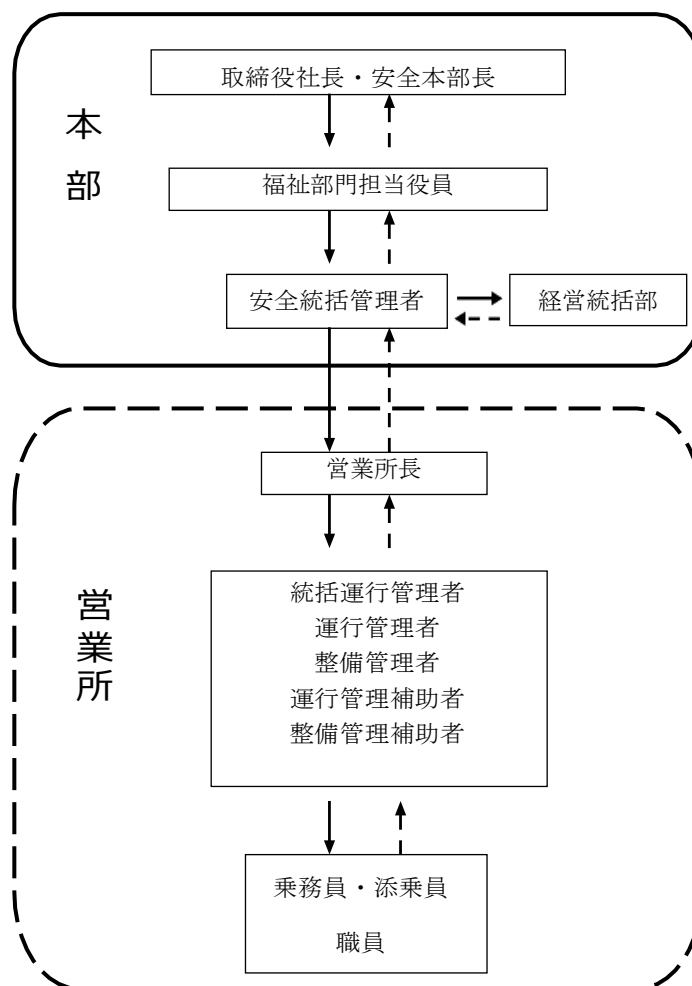 本部
取締役社長・安全本部長
福祉部門担当役員
安全統括管理者
経営統括部
営業所
営業所長
統括運行管理者
運行管理者
整備管理者
運行管理補助者
整備管理補助者
乗務員・添乗員
職員